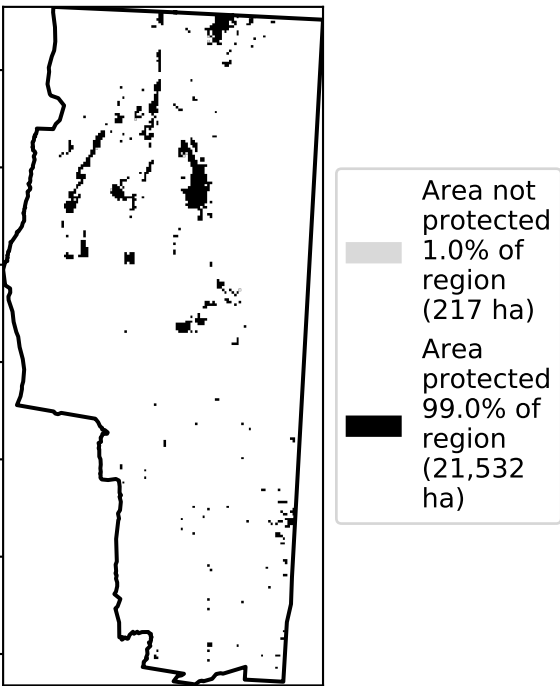 Area not
protected
1.0% of
region
(217 ha)
Area
protected
99.0% of
region
(21,532
ha)